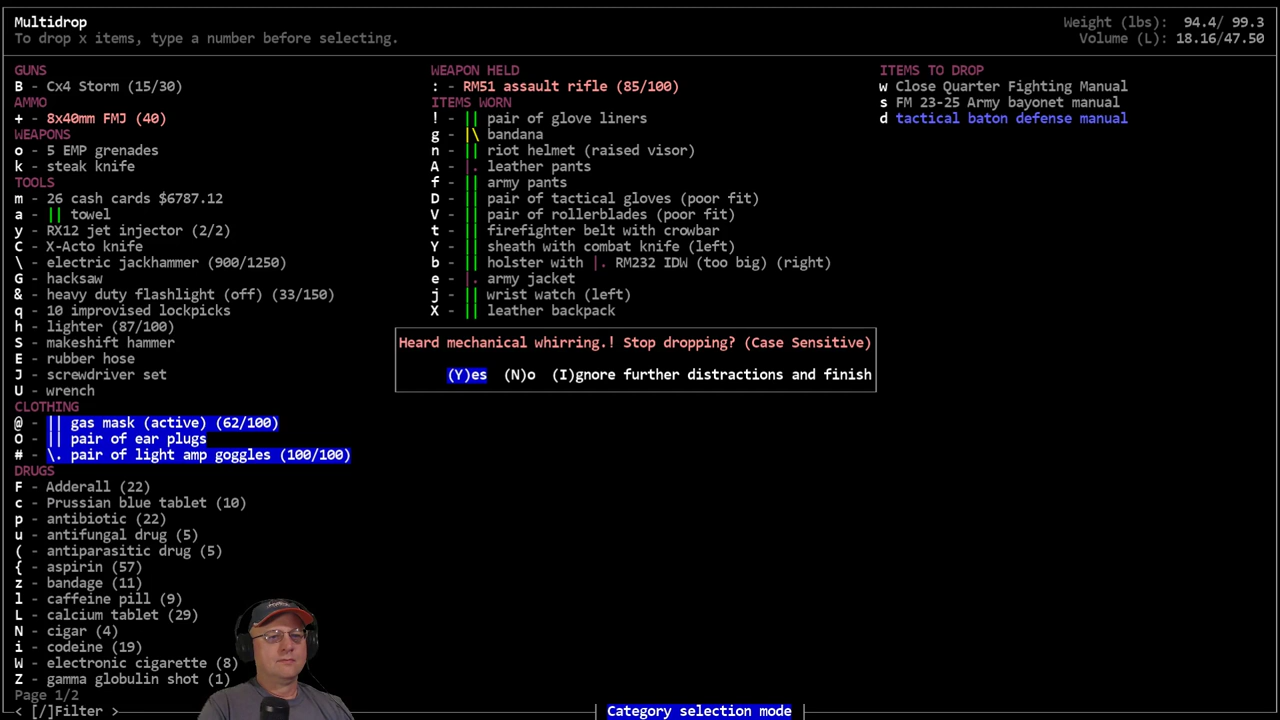 Multidrop
To drop x items, type a number before selecting.
Weight (lbs): 94.4/ 99.3
Volume (L): 18.16/47.50
GUNS
B - Cx4 Storm (15/30)
AMMO
+ - 8x40mm FMJ (40)
WEAPONS
o - 5 EMP grenades
k - steak knife
TOOLS
m - 26 cash cards $6787.12
a - || towel
y - RX12 jet injector (2/2)
C - X-Acto knife
\ - electric jackhammer (900/1250)
G - hacksaw
& - heavy duty flashlight (off) (33/150)
q - 10 improvised lockpicks
h - lighter (87/100)
S - makeshift hammer
E - rubber hose
J - screwdriver set
U - wrench
CLOTHING
@ - || gas mask (active) (62/100)
O - || pair of ear plugs
# - \. pair of light amp goggles (100/100)
DRUGS
F - Adderall (22)
c - Prussian blue tablet (10)
p - antibiotic (22)
u - antifungal drug (5)
( - antiparasitic drug (5)
{ - aspirin (57)
z - bandage (11)
l - caffeine pill (9)
L - calcium tablet (29)
N - cigar (4)
i - codeine (19)
W - electronic cigarette (8)
Z - gamma globulin shot (1)
Page 1/2
< [/]Filter >
WEAPON HELD
: - RM51 assault rifle (85/100)
ITEMS WORN
! - || pair of glove liners
g - |\ bandana
n - || riot helmet (raised visor)
A - |. leather pants
f - || army pants
D - || pair of tactical gloves (poor fit)
V - || pair of rollerblades (poor fit)
t - || firefighter belt with crowbar
Y - || sheath with combat knife (left)
b - || holster with |. RM232 IDW (too big) (right)
e - |. army jacket
j - || wrist watch (left)
X - || leather backpack
Heard mechanical whirring.! Stop dropping? (Case Sensitive)
(Y)es (N)o (I)gnore further distractions and finish
ITEMS TO DROP
w Close Quarter Fighting Manual
s FM 23-25 Army bayonet manual
d tactical baton defense manual
Category selection mode